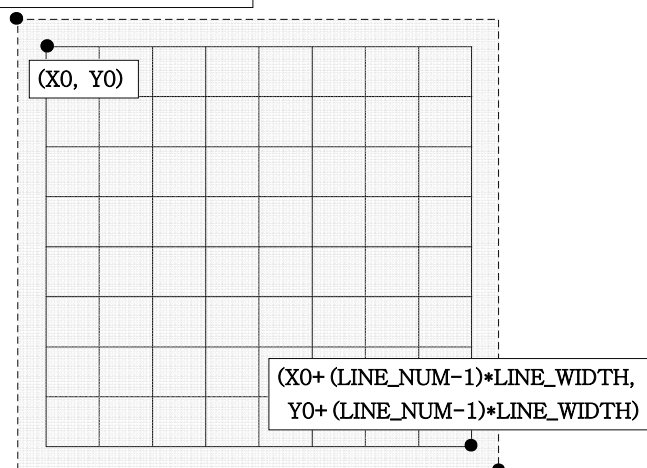 (X0, Y0)
(X0+(LINE_NUM-1)*LINE_WIDTH,
Y0+(LINE_NUM-1)*LINE_WIDTH)